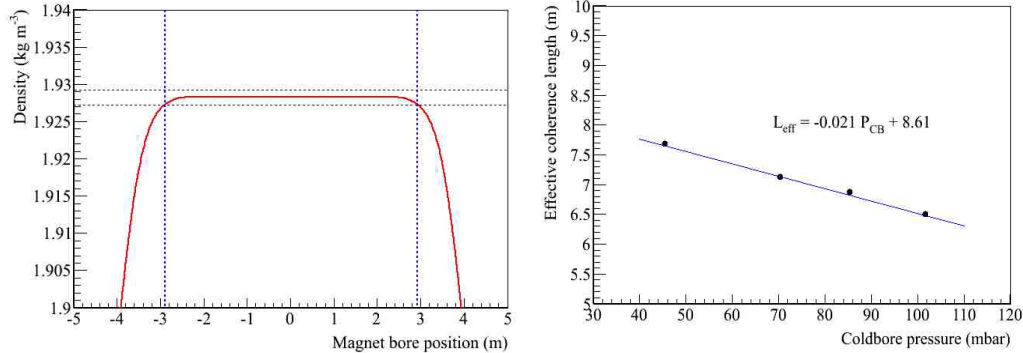 Density (kg m⁻³)
1.94
1.935
1.93
1.925
1.92
1.915
1.91
1.905
1.9
-5 -4 -3 -2 -1 0 1 2 3 4 5
Magnet bore position (m)
Effective coherence length (m)
10
9.5
9
8.5
8
7.5
7
6.5
6
5.5
5
L_eff = -0.021 P_CB + 8.61
30 40 50 60 70 80 90 100 110 120
Coldbore pressure (mbar)